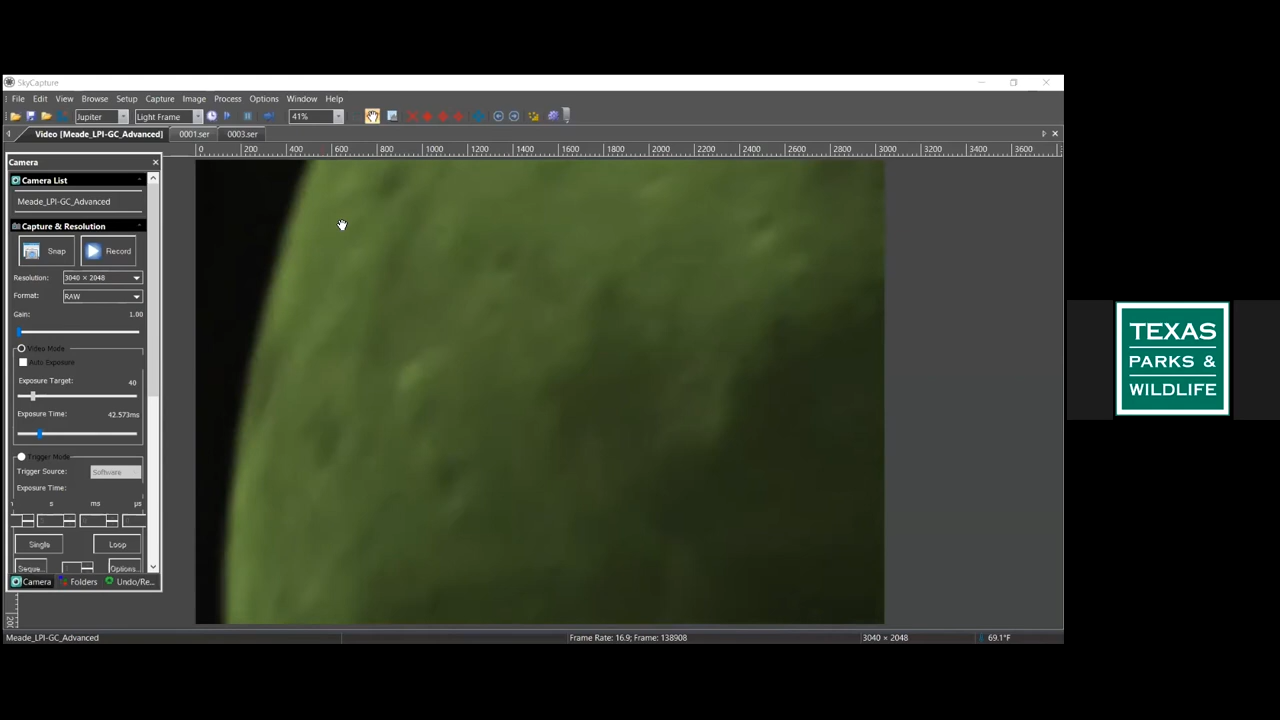 SkyCapture
File Edit View Browse Setup Capture Image Process Options Window Help
Jupiter Light Frame 41%
Video [Meade_LPI-GC_Advanced] 0001.ser 0003.ser
0 200 400 600 800 1000 1200 1400 1600 1800 2000 2200 2400 2600 2800 3000 3200 3400 3600
Camera
Camera List
Meade_LPI-GC_Advanced
Capture & Resolution
Snap Record
Resolution: 3040 × 2048
Format: RAW
Gain: 1.00
Video Mode
Auto Exposure
Exposure Target: 40
Exposure Time: 42.573ms
Trigger Mode
Trigger Source: Software
Exposure Time:
s ms µs
Single Loop
Seque... Options...
Camera Folders Undo/Re...
Meade_LPI-GC_Advanced Frame Rate: 16.9; Frame: 138908 3040 × 2048 69.1°F
TEXAS
PARKS &
WILDLIFE